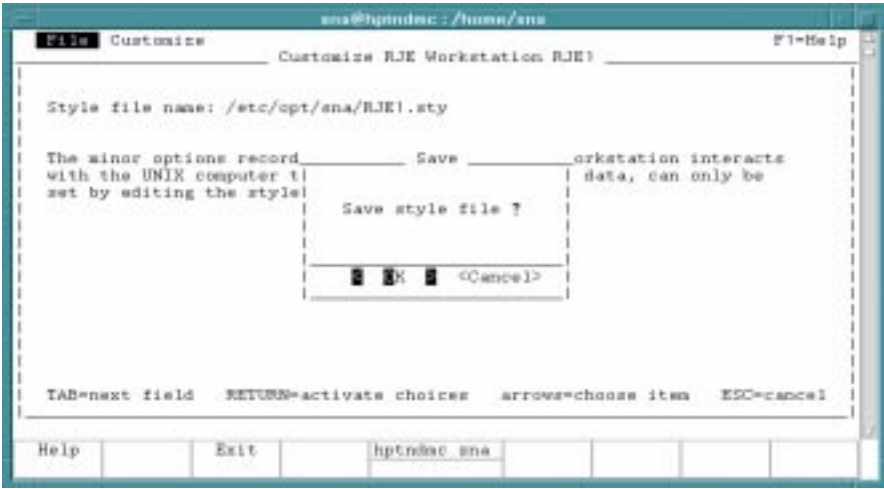 sna@hptndmc:/home/sna
File Customize F1=Help
Customize RJE Workstation RJE1
Style file name: /etc/opt/sna/RJE1.sty
The minor options record Save orkstation interacts
with the UNIX computer t data, can only be
set by editing the style
Save style file ?
< OK > <Cancel>
TAB=next field RETURN=activate choices arrows=choose item ESC=cancel
Help Exit hptndmc sna